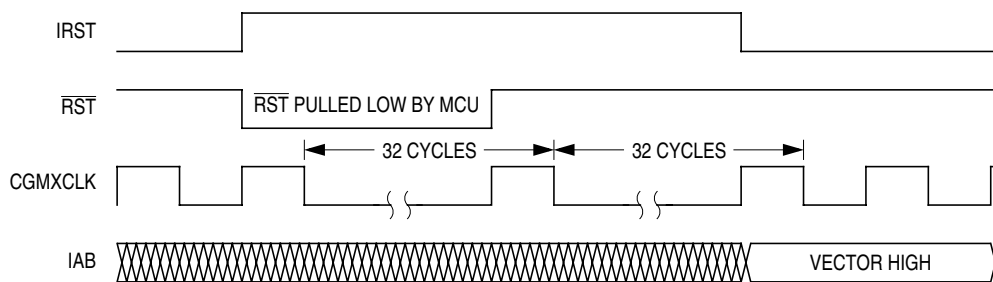 IRST
RST
RST PULLED LOW BY MCU
32 CYCLES
32 CYCLES
CGMXCLK
IAB
VECTOR HIGH